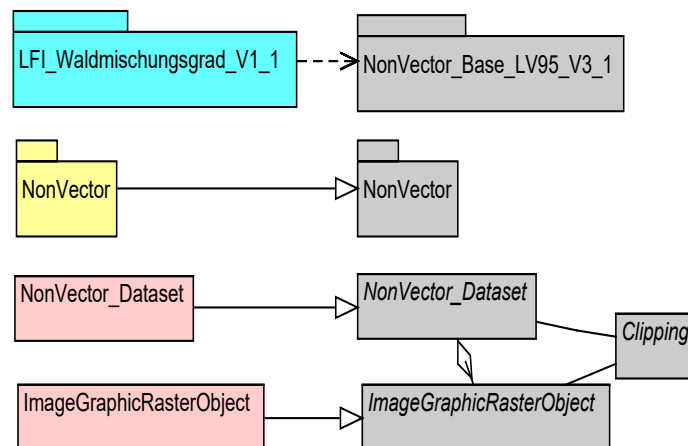 LFI_Waldmischungsgrad_V1_1
NonVector_Base_LV95_V3_1
NonVector
NonVector
NonVector_Dataset
NonVector_Dataset
Clipping
ImageGraphicRasterObject
ImageGraphicRasterObject